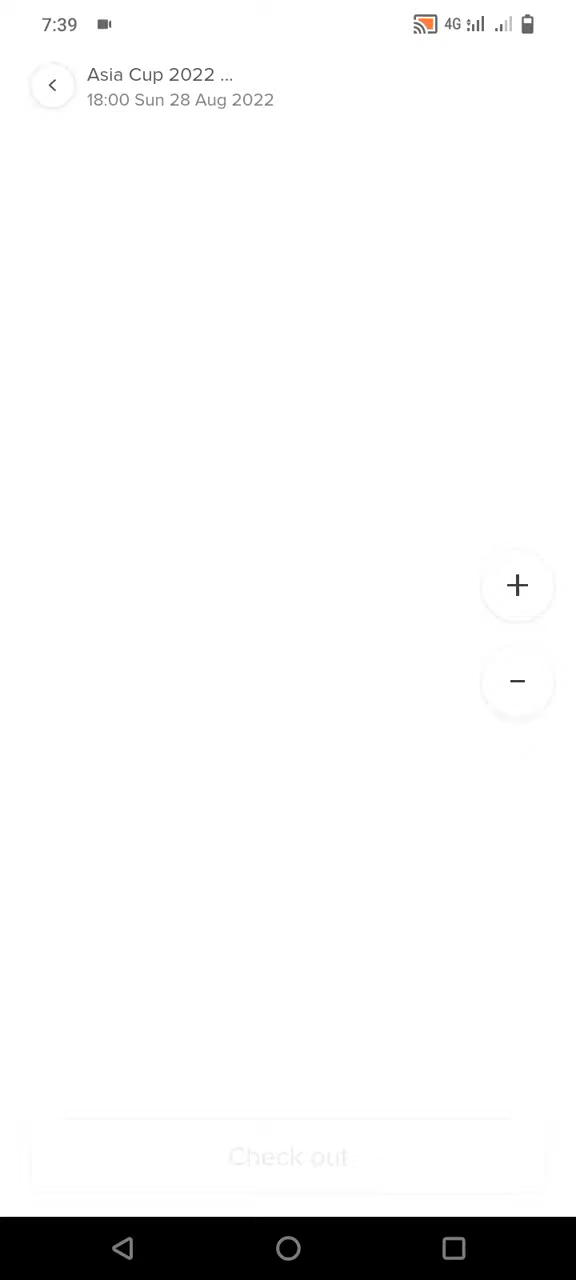 7:39
4G
Asia Cup 2022 ...
18:00 Sun 28 Aug 2022
+
−
Check out